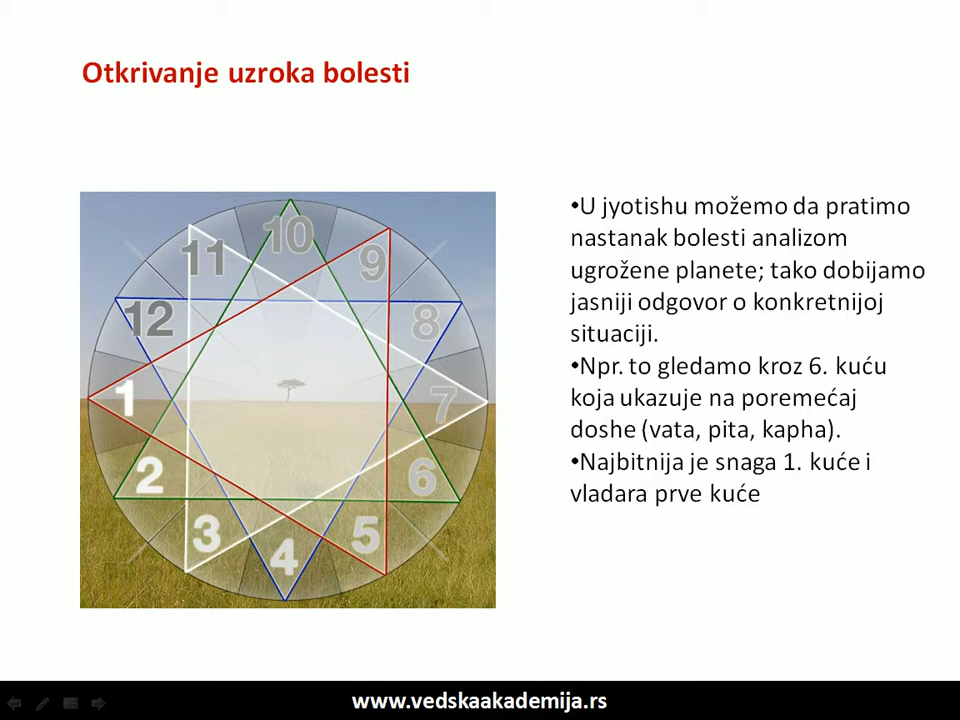 Otkrivanje uzroka bolesti
10
11
9
12
8
1
7
2
6
3
5
4
•U jyotishu možemo da pratimo
nastanak bolesti analizom
ugrožene planete; tako dobijamo
jasniji odgovor o konkretnijoj
situaciji.
•Npr. to gledamo kroz 6. kuću
koja ukazuje na poremećaj
doshe (vata, pita, kapha).
•Najbitnija je snaga 1. kuće i
vladara prve kuće
www.vedskaakademija.rs